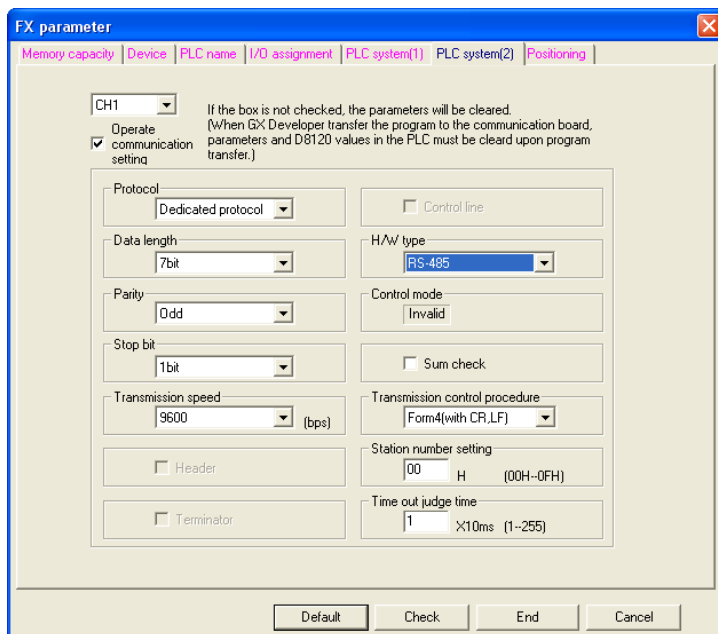 FX parameter
Memory capacity Device PLC name I/O assignment PLC system(1) PLC system(2) Positioning
CH1
If the box is not checked, the parameters will be cleared.
Operate communication setting
(When GX Developer transfer the program to the communication board,
parameters and D8120 values in the PLC must be cleard upon program
transfer.)
Protocol
Dedicated protocol
Control line
Data length
7bit
H/W type
RS-485
Parity
Odd
Control mode
Invalid
Stop bit
1bit
Sum check
Transmission speed
9600 (bps)
Transmission control procedure
Form4(with CR,LF)
Header
Station number setting
00 H (00H--0FH)
Terminator
Time out judge time
1 X10ms (1--255)
Default Check End Cancel